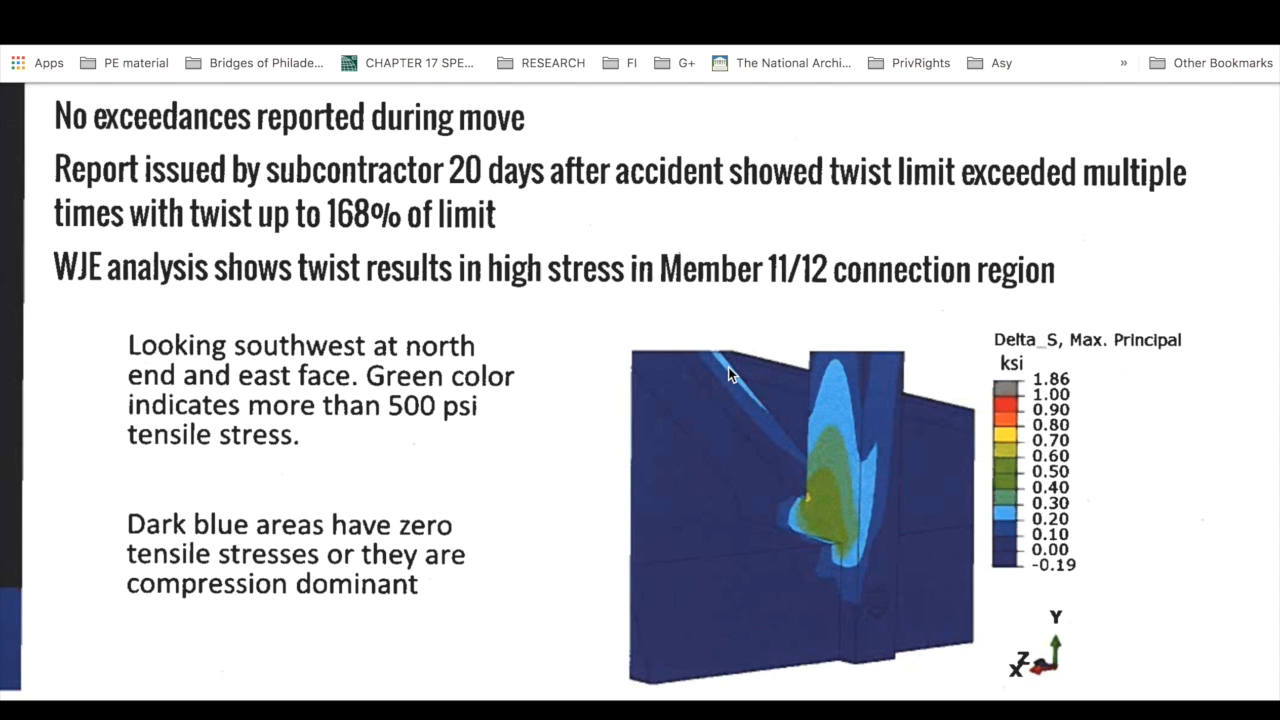 Apps PE material Bridges of Philade... CHAPTER 17 SPE... RESEARCH FI G+ The National Archi... PrivRights Asy » Other Bookmarks
No exceedances reported during move
Report issued by subcontractor 20 days after accident showed twist limit exceeded multiple
times with twist up to 168% of limit
WJE analysis shows twist results in high stress in Member 11/12 connection region
Looking southwest at north
end and east face. Green color
indicates more than 500 psi
tensile stress.
Dark blue areas have zero
tensile stresses or they are
compression dominant
Delta_S, Max. Principal
ksi
1.86
1.00
0.90
0.80
0.70
0.60
0.50
0.40
0.30
0.20
0.10
0.00
-0.19
Y
Z
X